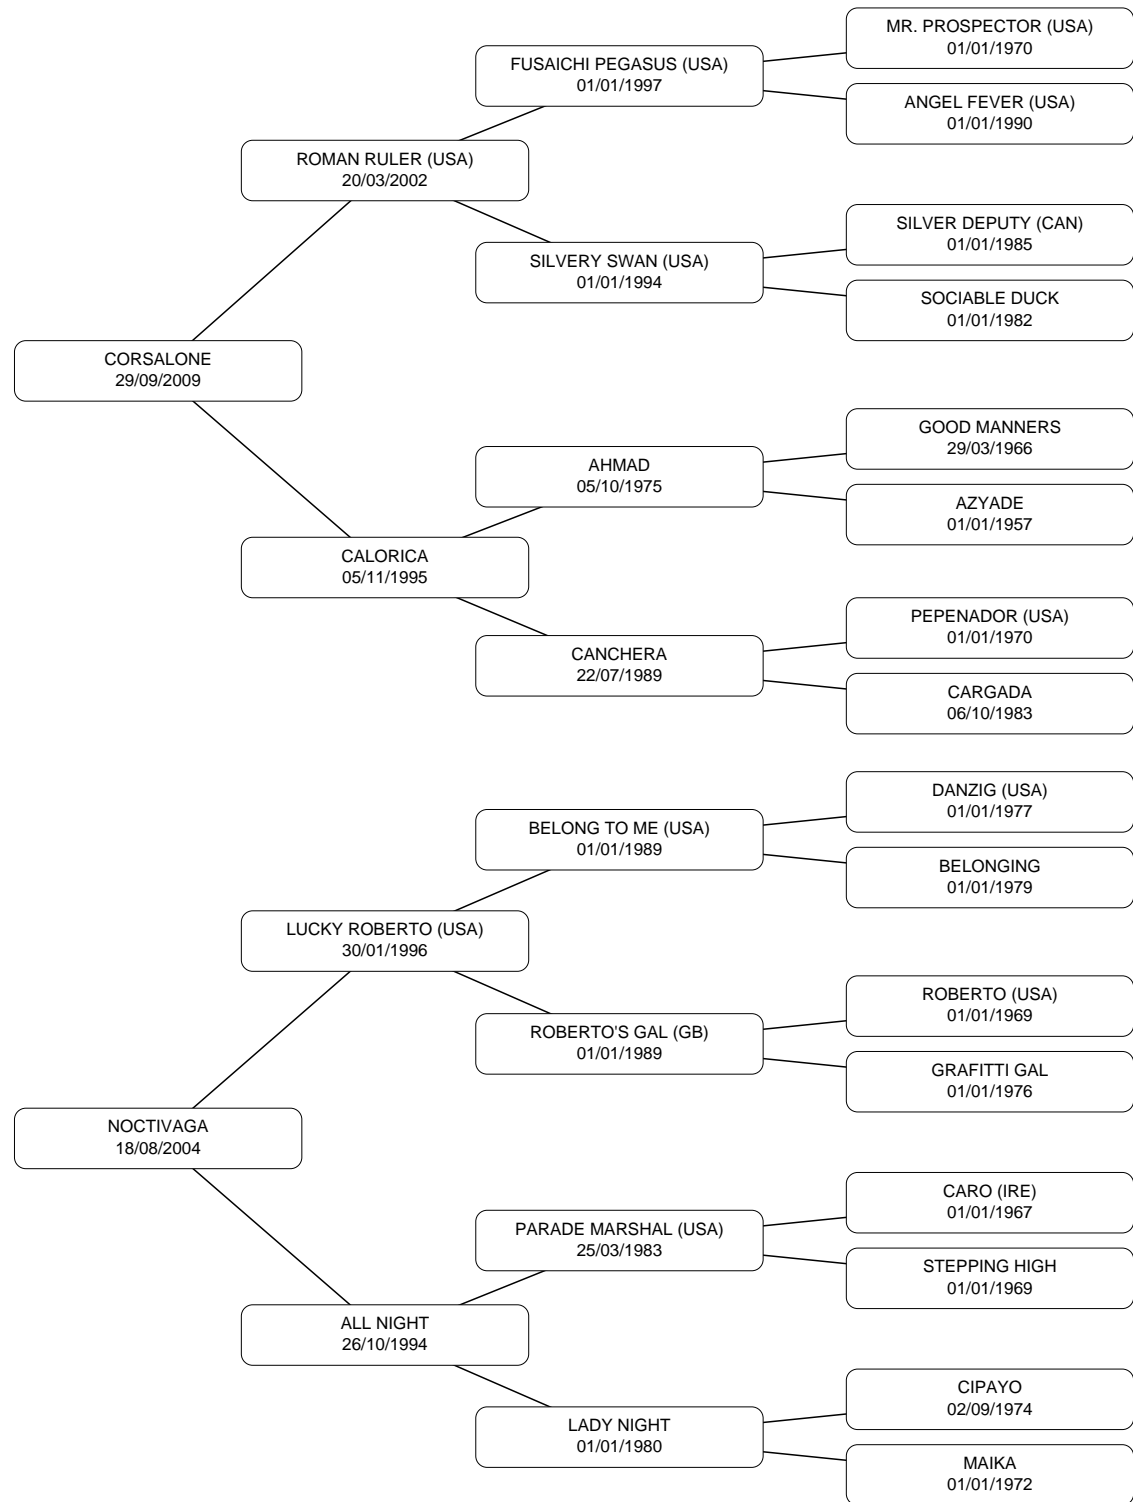 MR. PROSPECTOR (USA)
01/01/1970
FUSAICHI PEGASUS (USA)
01/01/1997
ANGEL FEVER (USA)
01/01/1990
ROMAN RULER (USA)
20/03/2002
SILVER DEPUTY (CAN)
01/01/1985
SILVERY SWAN (USA)
01/01/1994
SOCIABLE DUCK
01/01/1982
CORSALONE
29/09/2009
GOOD MANNERS
29/03/1966
AHMAD
05/10/1975
AZYADE
01/01/1957
CALORICA
05/11/1995
PEPENADOR (USA)
01/01/1970
CANCHERA
22/07/1989
CARGADA
06/10/1983
DANZIG (USA)
01/01/1977
BELONG TO ME (USA)
01/01/1989
BELONGING
01/01/1979
LUCKY ROBERTO (USA)
30/01/1996
ROBERTO (USA)
01/01/1969
ROBERTO'S GAL (GB)
01/01/1989
GRAFITTI GAL
01/01/1976
NOCTIVAGA
18/08/2004
CARO (IRE)
01/01/1967
PARADE MARSHAL (USA)
25/03/1983
STEPPING HIGH
01/01/1969
ALL NIGHT
26/10/1994
CIPAYO
02/09/1974
LADY NIGHT
01/01/1980
MAIKA
01/01/1972